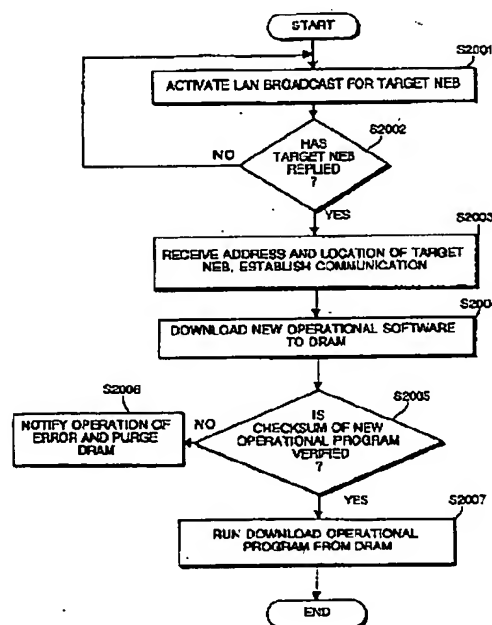 START
S2001
ACTIVATE LAN BROADCAST FOR TARGET NEB
S2002
HAS
TARGET NEB
REPLIED
?
NO
YES
S2003
RECEIVE ADDRESS AND LOCATION OF TARGET
NEB, ESTABLISH COMMUNICATION
S200
DOWNLOAD NEW OPERATIONAL SOFTWARE
TO DRAM
S2006
NOTIFY OPERATION OF
ERROR AND PURGE
DRAM
NO
S2005
IS
CHECKSUM OF NEW
OPERATIONAL PROGRAM
VERIFIED
?
YES
S2007
RUN DOWNLOAD OPERATIONAL
PROGRAM FROM DRAM
END